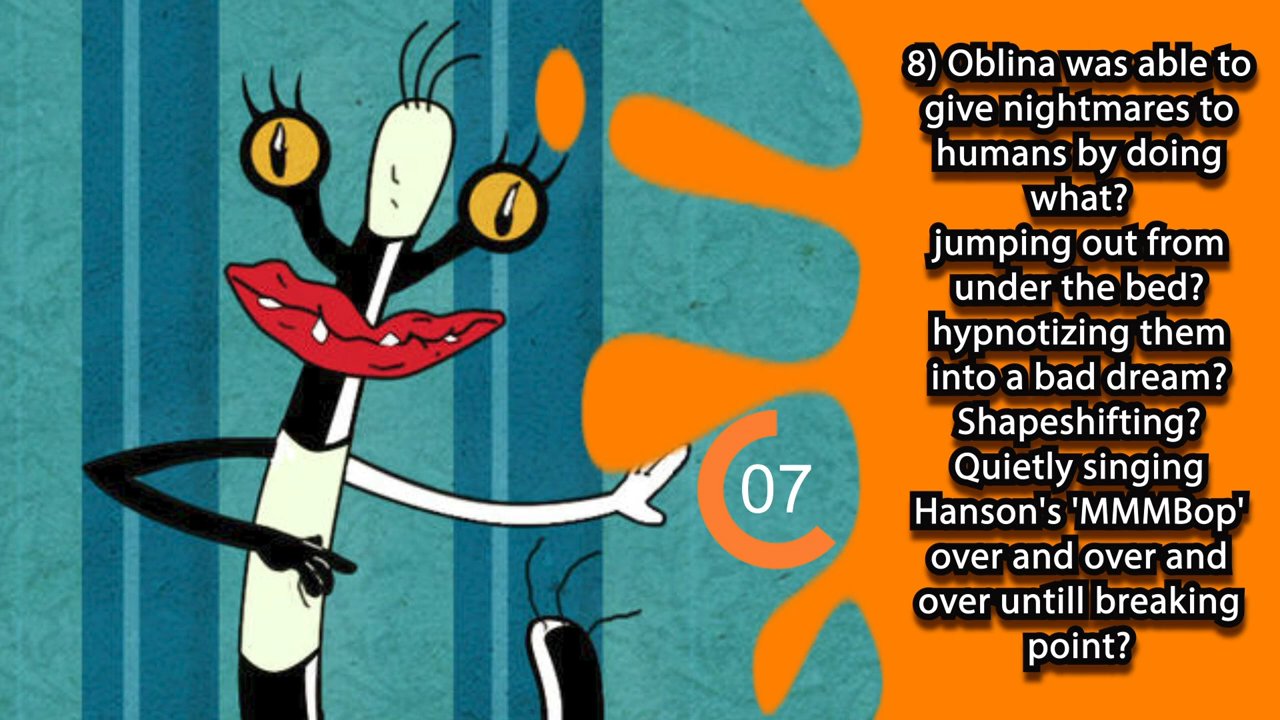 8) Oblina was able to
give nightmares to
humans by doing
what?
jumping out from
under the bed?
hypnotizing them
into a bad dream?
Shapeshifting?
Quietly singing
Hanson's 'MMMBop'
over and over and
over untill breaking
point?
07